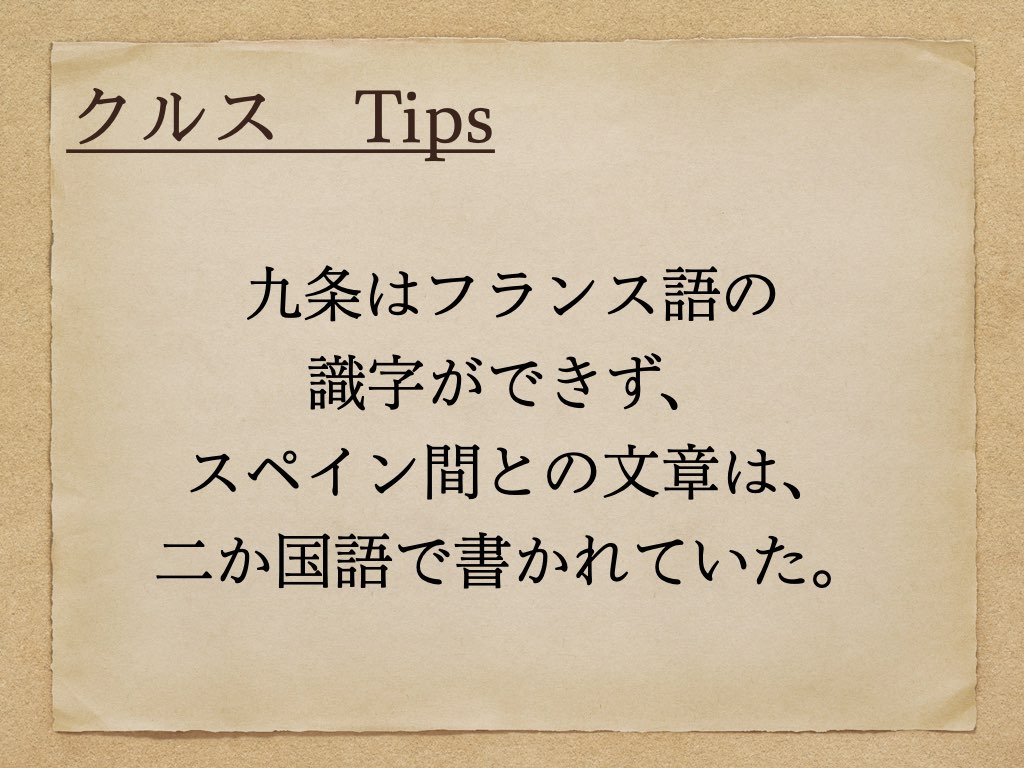 クルス　Tips
九条はフランス語の
識字ができず、
スペイン間との文章は、
二か国語で書かれていた。